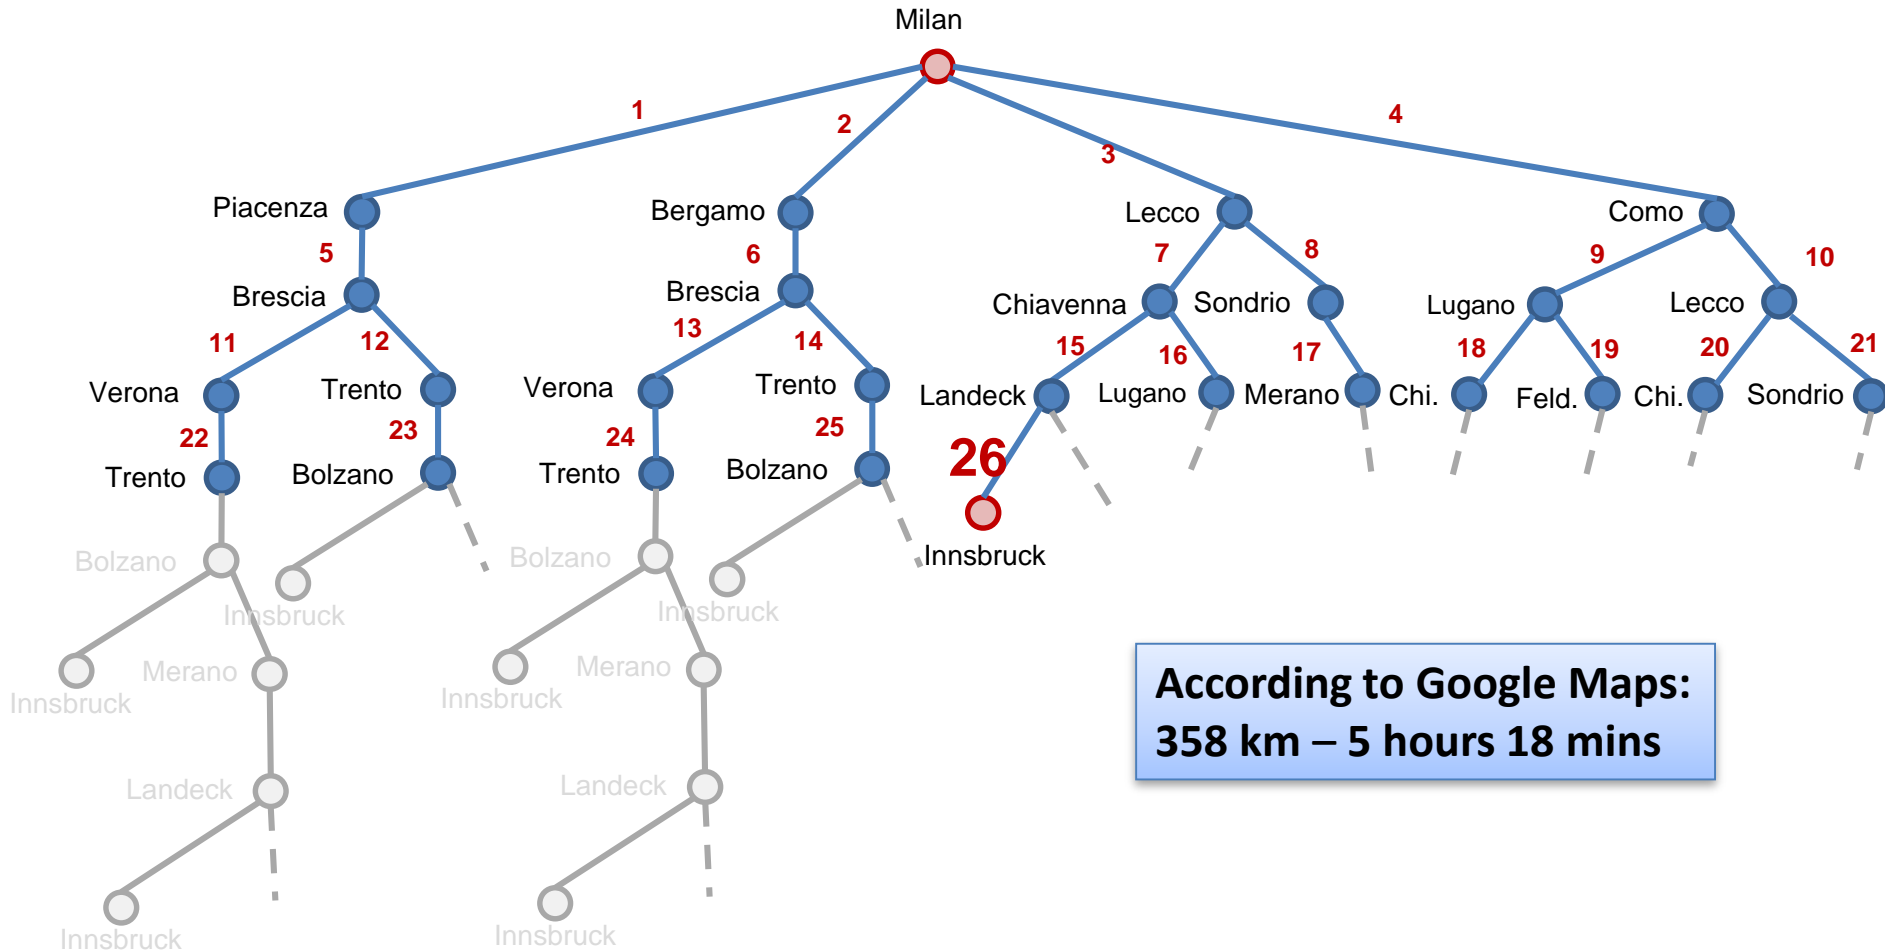 Milan
1
2
3
4
Piacenza
Bergamo
Lecco
Como
5
6
7
8
9
10
Brescia
Brescia
Chiavenna
Sondrio
Lugano
Lecco
11
12
13
14
15
16
17
18
19
20
21
Verona
Trento
Verona
Trento
Landeck
Lugano
Merano
Chi.
Feld.
Chi.
Sondrio
22
23
24
25
26
Trento
Bolzano
Trento
Bolzano
Innsbruck
Bolzano
Innsbruck
Bolzano
Innsbruck
Innsbruck
Merano
Innsbruck
Merano
Landeck
Landeck
Innsbruck
Innsbruck
According to Google Maps:
358 km – 5 hours 18 mins